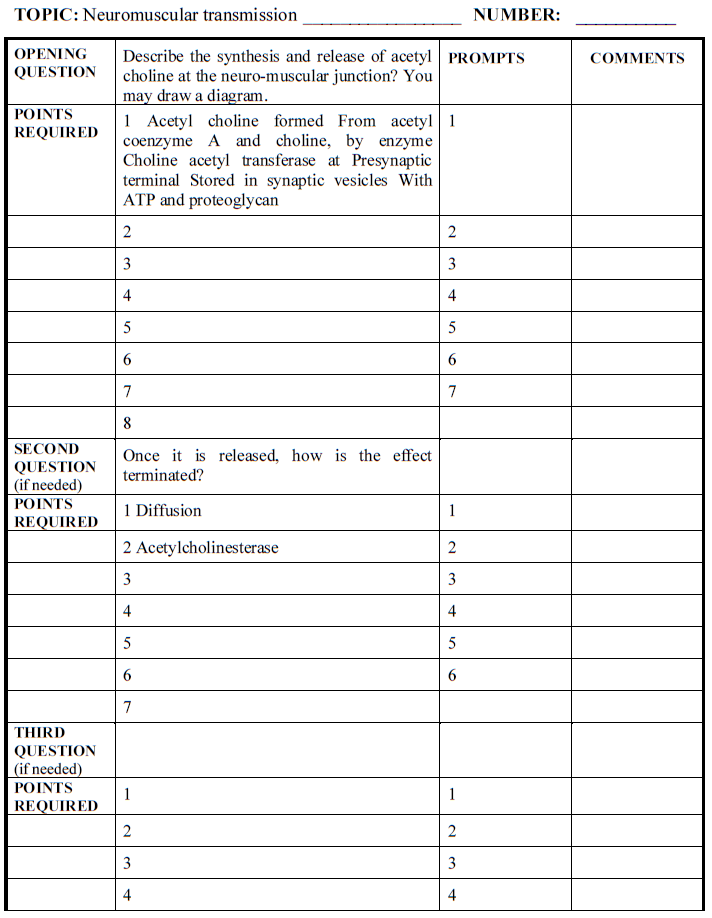 TOPIC: Neuromuscular transmission ________________ NUMBER: __________
OPENING QUESTION
Describe the synthesis and release of acetyl
choline at the neuro-muscular junction? You
may draw a diagram.
PROMPTS
COMMENTS
POINTS REQUIRED
1 Acetyl choline formed From acetyl
coenzyme A and choline, by enzyme
Choline acetyl transferase at Presynaptic
terminal Stored in synaptic vesicles With
ATP and proteoglycan
1
2 2
3 3
4 4
5 5
6 6
7 7
8
SECOND QUESTION (if needed)
Once it is released, how is the effect
terminated?
POINTS REQUIRED
1 Diffusion 1
2 Acetylcholinesterase 2
3 3
4 4
5 5
6 6
7
THIRD QUESTION (if needed)
POINTS REQUIRED
1 1
2 2
3 3
4 4